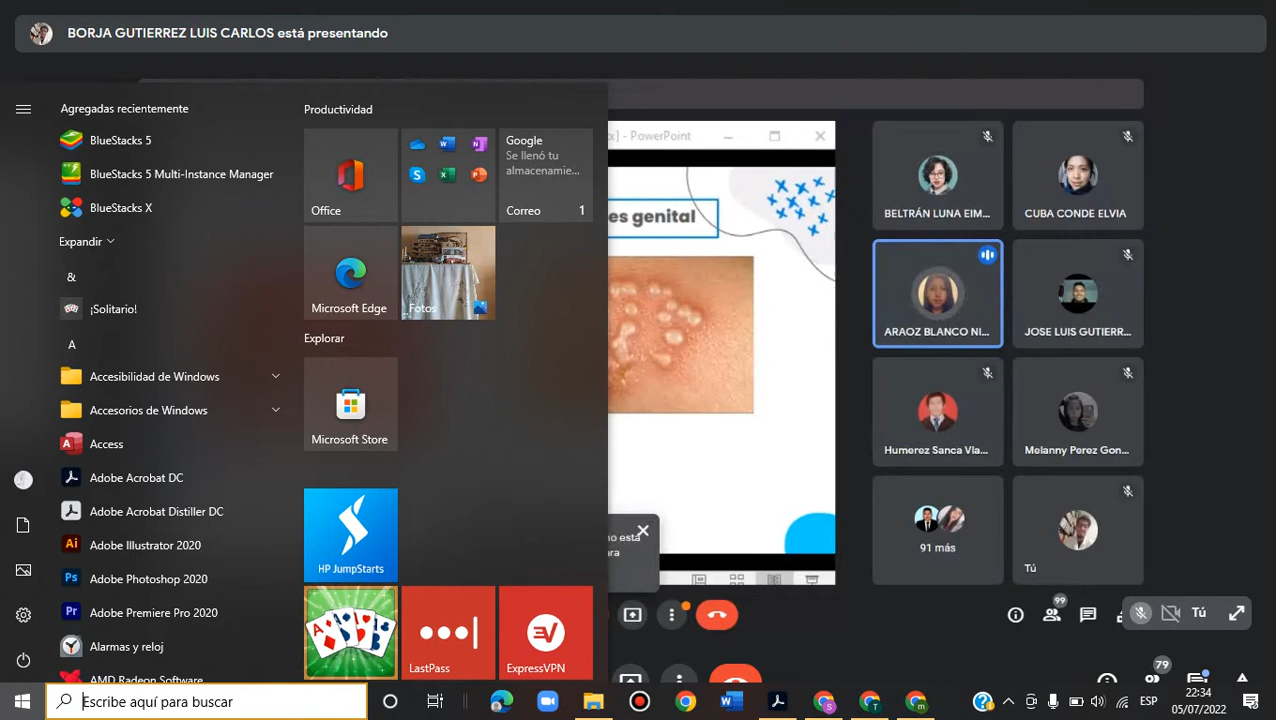 BORJA GUTIERREZ LUIS CARLOS está presentando
Agregadas recientemente
BlueStacks 5
BlueStacks 5 Multi-Instance Manager
BlueStacks X
Expandir
&
¡Solitario!
A
Accesibilidad de Windows
Accesorios de Windows
Access
Adobe Acrobat DC
Adobe Acrobat Distiller DC
Adobe Illustrator 2020
Adobe Photoshop 2020
Adobe Premiere Pro 2020
Alarmas y reloj
AMD Radeon Software
Productividad
Office
Google
Se llenó tu
almacenamie...
Correo 1
Microsoft Edge
Fotos
Explorar
Microsoft Store
HP JumpStarts
LastPass
ExpressVPN
] - PowerPoint
es genital
no está
ara
BELTRÁN LUNA EIM...
CUBA CONDE ELVIA
ARAOZ BLANCO NI...
JOSE LUIS GUTIERR...
Humerez Sanca Vla...
Melanny Perez Gon...
91 más
Tú
99
Tú
79
Escribe aquí para buscar
ESP
22:34
05/07/2022